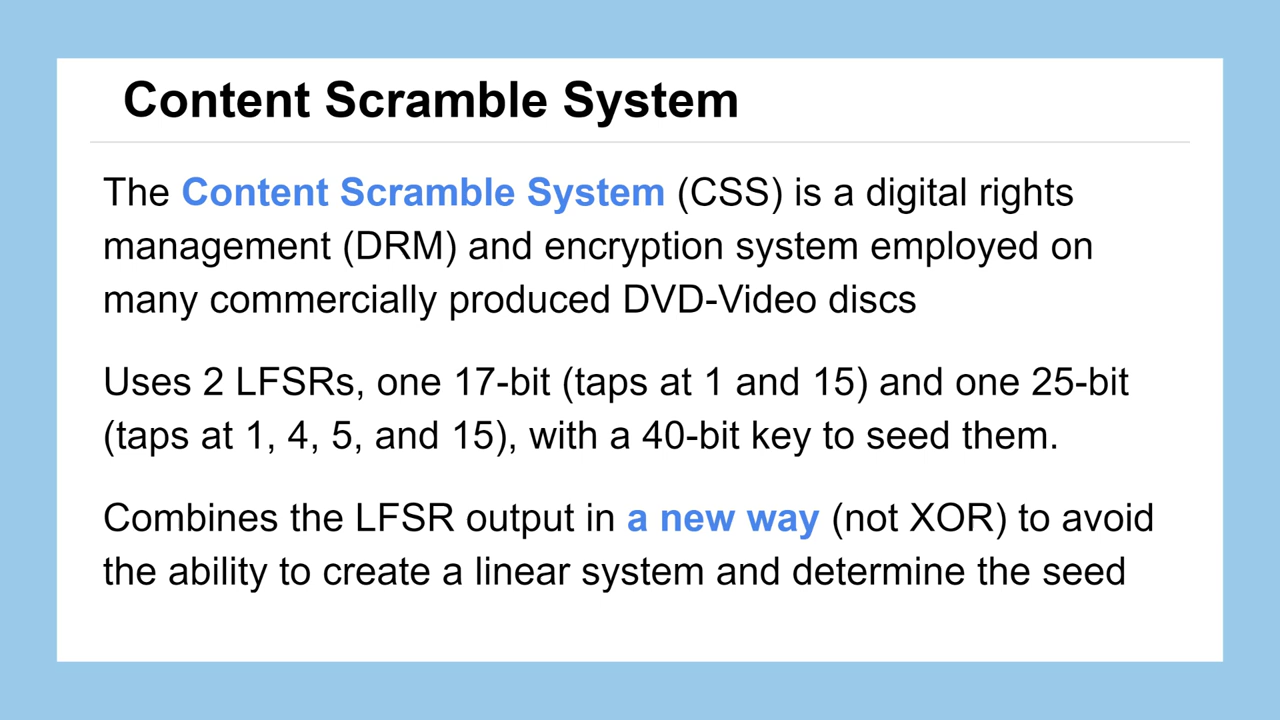 Content Scramble System
The Content Scramble System (CSS) is a digital rights
management (DRM) and encryption system employed on
many commercially produced DVD-Video discs
Uses 2 LFSRs, one 17-bit (taps at 1 and 15) and one 25-bit
(taps at 1, 4, 5, and 15), with a 40-bit key to seed them.
Combines the LFSR output in a new way (not XOR) to avoid
the ability to create a linear system and determine the seed